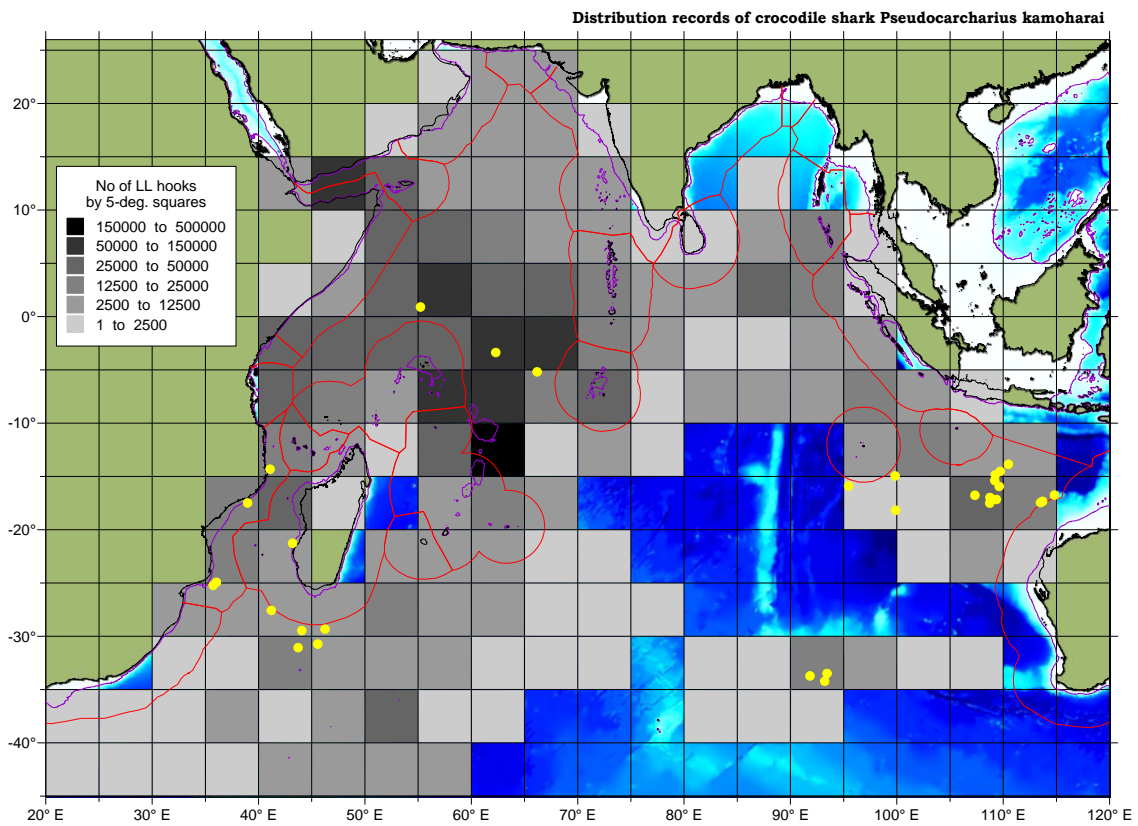 Distribution records of crocodile shark Pseudocarcharius kamoharai
20°
10°
0°
-10°
-20°
-30°
-40°
No of LL hooks
by 5-deg. squares
150000 to 500000
50000 to 150000
25000 to 50000
12500 to 25000
2500 to 12500
1 to 2500
20° E 30° E 40° E 50° E 60° E 70° E 80° E 90° E 100° E 110° E 120° E